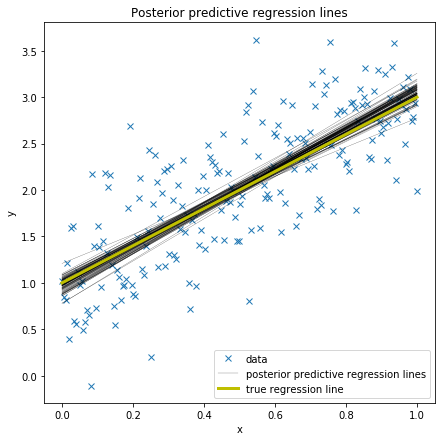 Posterior predictive regression lines
y
3.5
3.0
2.5
2.0
1.5
1.0
0.5
0.0
data
posterior predictive regression lines
true regression line
0.0 0.2 0.4 0.6 0.8 1.0
x